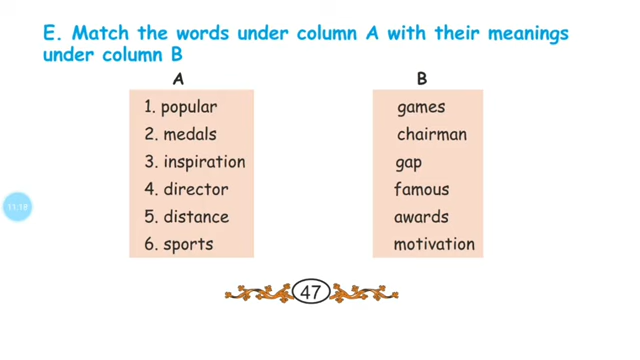 E. Match the words under column A with their meanings
under column B
A B
1. popular games
2. medals chairman
3. inspiration gap
4. director famous
5. distance awards
6. sports motivation
11:18
47